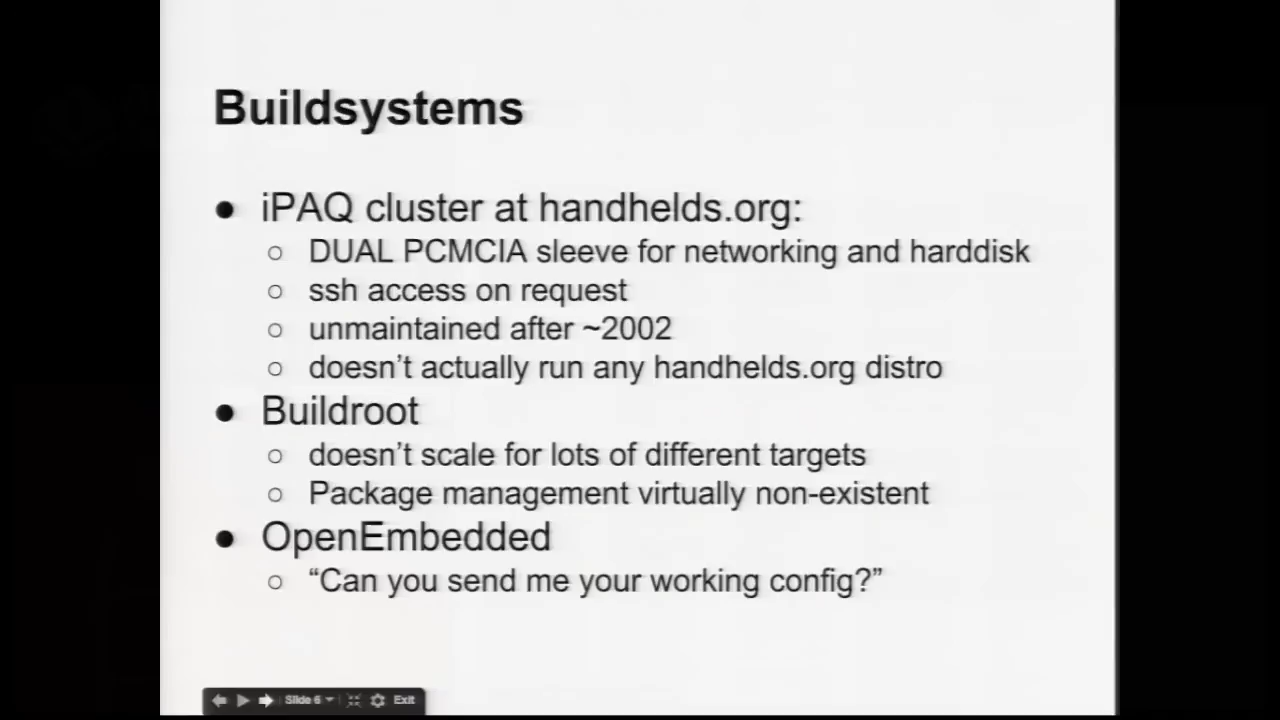 Buildsystems
● iPAQ cluster at handhelds.org:
○ DUAL PCMCIA sleeve for networking and harddisk
○ ssh access on request
○ unmaintained after ~2002
○ doesn’t actually run any handhelds.org distro
● Buildroot
○ doesn’t scale for lots of different targets
○ Package management virtually non-existent
● OpenEmbedded
○ “Can you send me your working config?”
Slide 6 Exit